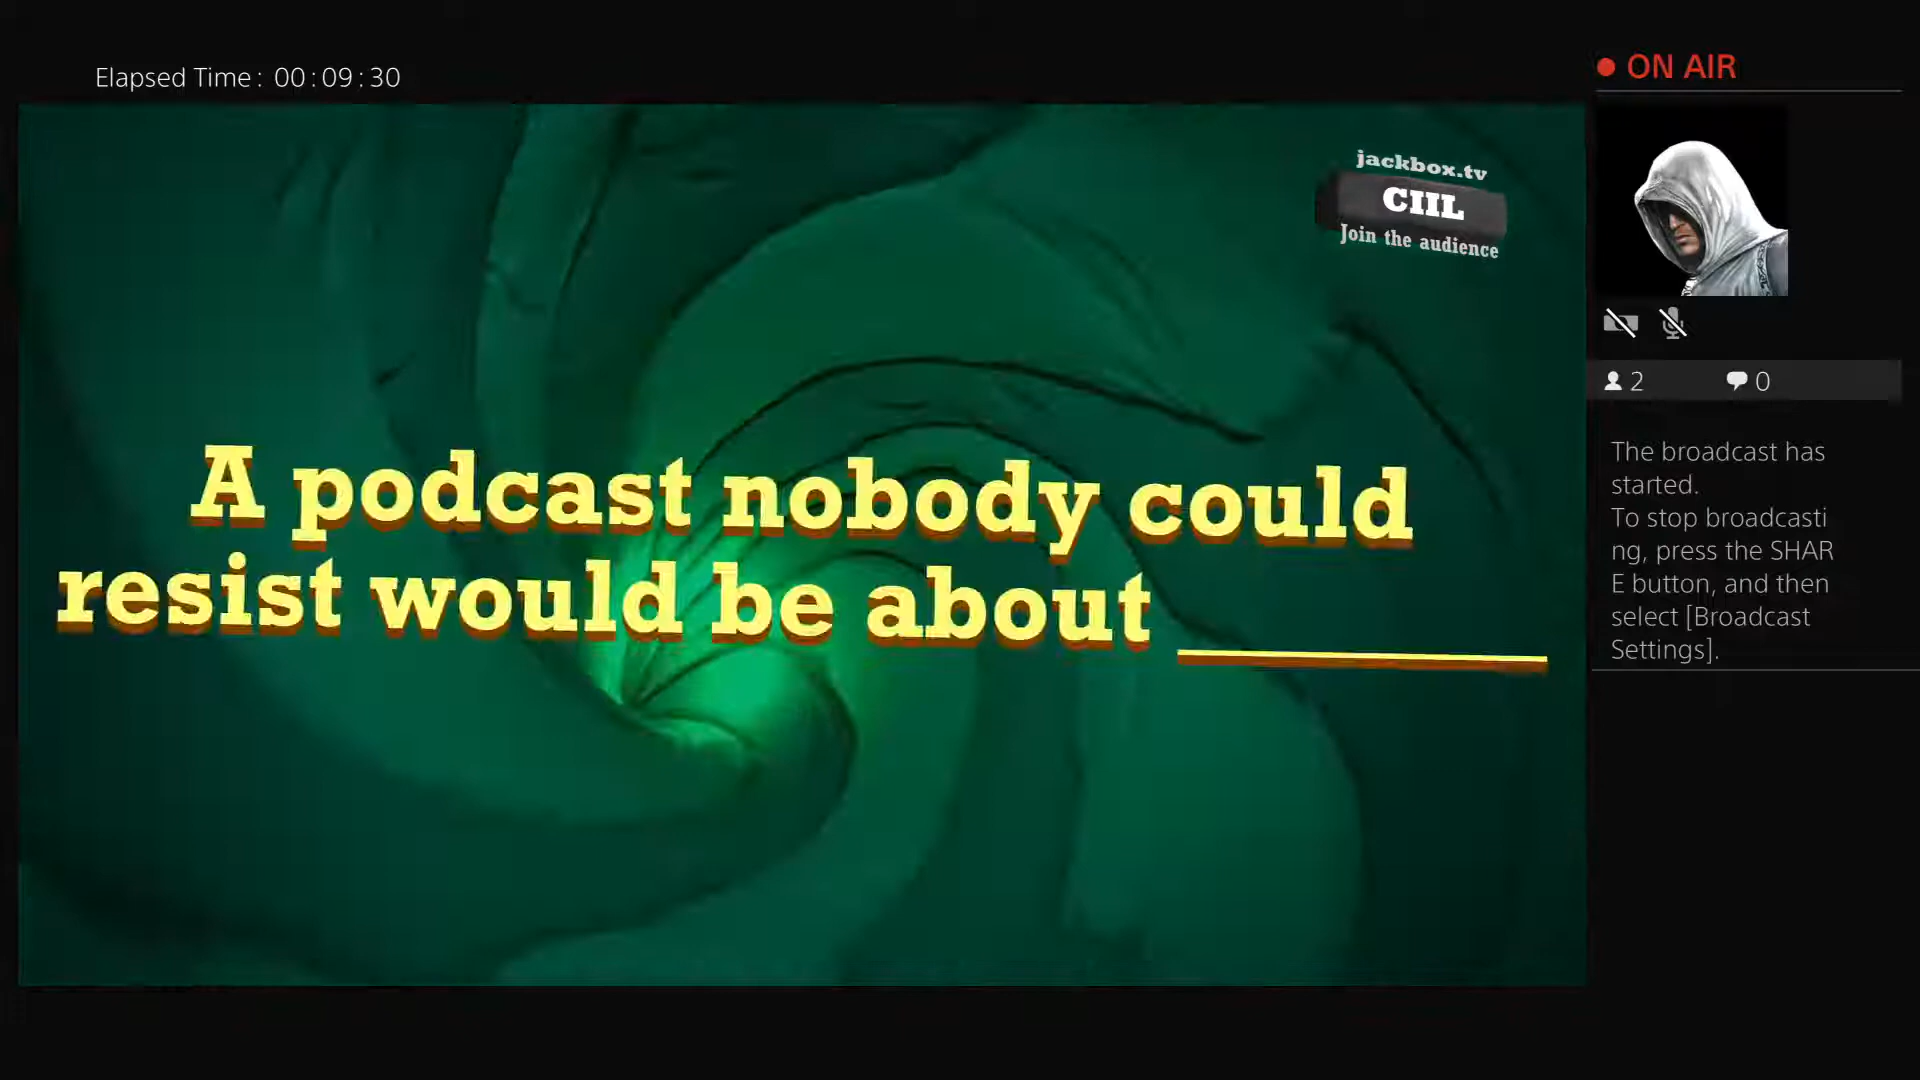 Elapsed Time: 00:09:30
ON AIR
jackbox.tv
CIIL
Join the audience
2
0
A podcast nobody could
resist would be about ________
The broadcast has
started.
To stop broadcasti
ng, press the SHAR
E button, and then
select [Broadcast
Settings].